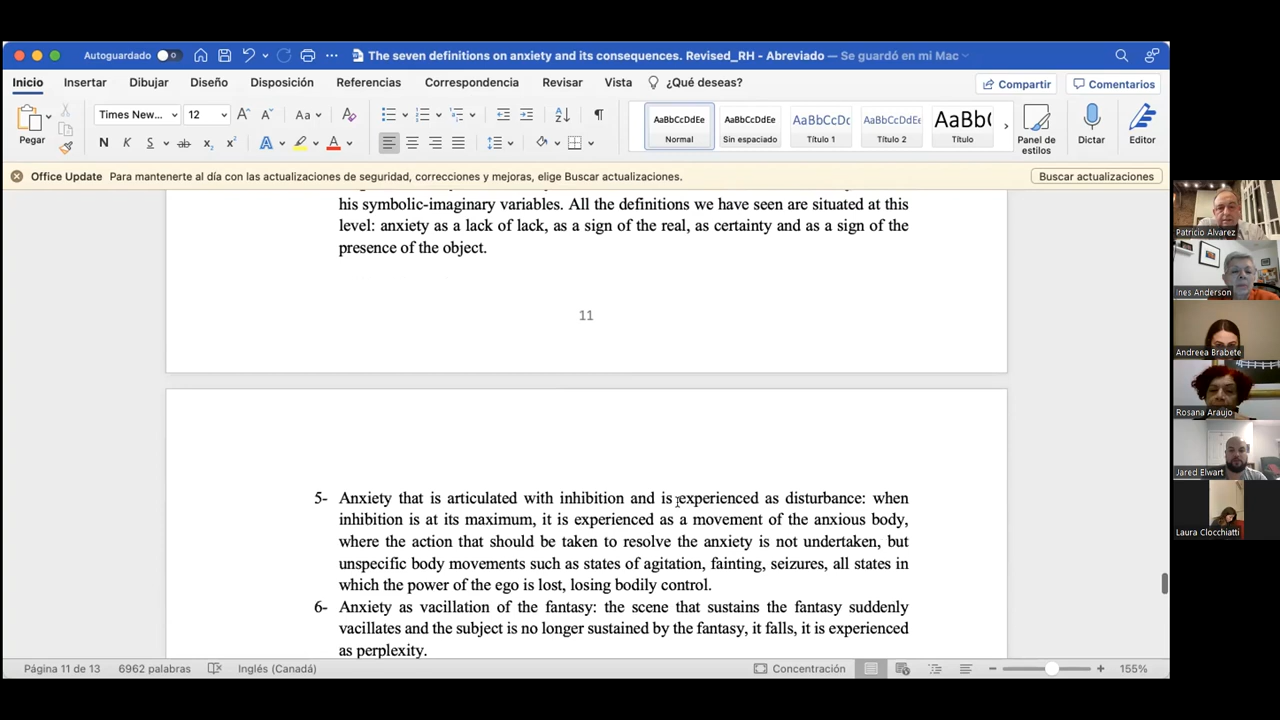 Autoguardado
The seven definitions on anxiety and its consequences. Revised_RH - Abreviado — Se guardó en mi Mac
Inicio Insertar Dibujar Diseño Disposición Referencias Correspondencia Revisar Vista ¿Qué deseas? Compartir Comentarios
Pegar
Times New... 12
N K S ab x² x²
AaBbCcDdEe AaBbCcDdEe AaBbCcDc AaBbCcDdEe AaBb(
Normal Sin espaciado Título 1 Título 2 Título
Panel de estilos
Dictar
Editor
Office Update Para mantenerte al día con las actualizaciones de seguridad, correcciones y mejoras, elige Buscar actualizaciones. Buscar actualizaciones
his symbolic-imaginary variables. All the definitions we have seen are situated at this
level: anxiety as a lack of lack, as a sign of the real, as certainty and as a sign of the
presence of the object.
11
5- Anxiety that is articulated with inhibition and is experienced as disturbance: when
inhibition is at its maximum, it is experienced as a movement of the anxious body,
where the action that should be taken to resolve the anxiety is not undertaken, but
unspecific body movements such as states of agitation, fainting, seizures, all states in
which the power of the ego is lost, losing bodily control.
6- Anxiety as vacillation of the fantasy: the scene that sustains the fantasy suddenly
vacillates and the subject is no longer sustained by the fantasy, it falls, it is experienced
as perplexity.
Página 11 de 13 6962 palabras Inglés (Canadá) Concentración 155%
Patricio Alvarez
Ines Anderson
Andreea Brabete
Rosana Araujo
Jared Elwart
Laura Clocchiatti